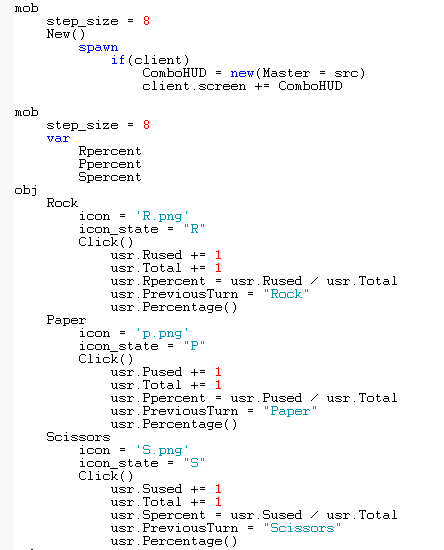 mob
    step_size = 8
    New()
        spawn
            if(client)
                ComboHUD = new(Master = src)
                client.screen += ComboHUD
mob
    step_size = 8
    var
        Rpercent
        Ppercent
        Spercent
obj
    Rock
        icon = 'R.png'
        icon_state = "R"
        Click()
            usr.Rused += 1
            usr.Total += 1
            usr.Rpercent = usr.Rused / usr.Total
            usr.PreviousTurn = "Rock"
            usr.Percentage()
    Paper
        icon = 'p.png'
        icon_state = "P"
        Click()
            usr.Pused += 1
            usr.Total += 1
            usr.Ppercent = usr.Pused / usr.Total
            usr.PreviousTurn = "Paper"
            usr.Percentage()
    Scissors
        icon = 'S.png'
        icon_state = "S"
        Click()
            usr.Sused += 1
            usr.Total += 1
            usr.Spercent = usr.Sused / usr.Total
            usr.PreviousTurn = "Scissors"
            usr.Percentage()